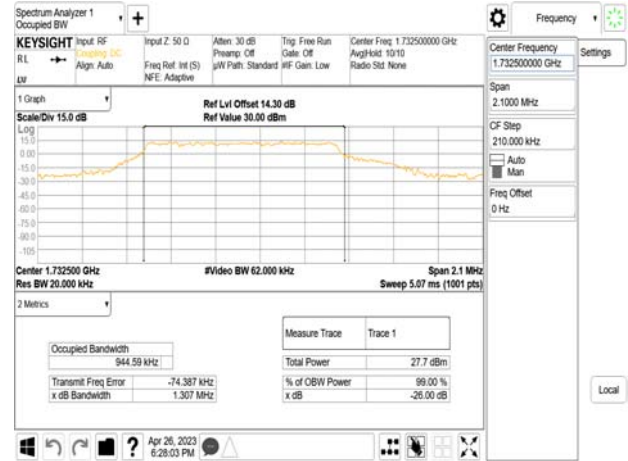 Spectrum Analyzer 1
Occupied BW
Frequency
KEYSIGHT
Input: RF
Coupling: DC
Align: Auto
Input Z: 50 Ω
Freq Ref: Int (S)
NFE: Adaptive
Atten: 30 dB
Preamp: Off
µW Path: Standard
Trig: Free Run
Gate: Off
#IF Gain: Low
Center Freq: 1.732500000 GHz
Avg|Hold: 10/10
Radio Std: None
RL
LXI
Center Frequency
1.732500000 GHz
Settings
Span
2.1000 MHz
CF Step
210.000 kHz
Auto
Man
Freq Offset
0 Hz
Local
1 Graph
Scale/Div 15.0 dB
Ref Lvl Offset 14.30 dB
Ref Value 30.00 dBm
Log
15.0
0.00
-15.0
-30.0
-45.0
-60.0
-75.0
-90.0
-105
Center 1.732500 GHz
#Video BW 62.000 kHz
Span 2.1 MHz
Res BW 20.000 kHz
Sweep 5.07 ms (1001 pts)
2 Metrics
Measure Trace
Trace 1
Occupied Bandwidth
944.59 kHz
Total Power
27.7 dBm
Transmit Freq Error
-74.387 kHz
% of OBW Power
99.00 %
x dB Bandwidth
1.307 MHz
x dB
-26.00 dB
Apr 26, 2023
6:28:03 PM